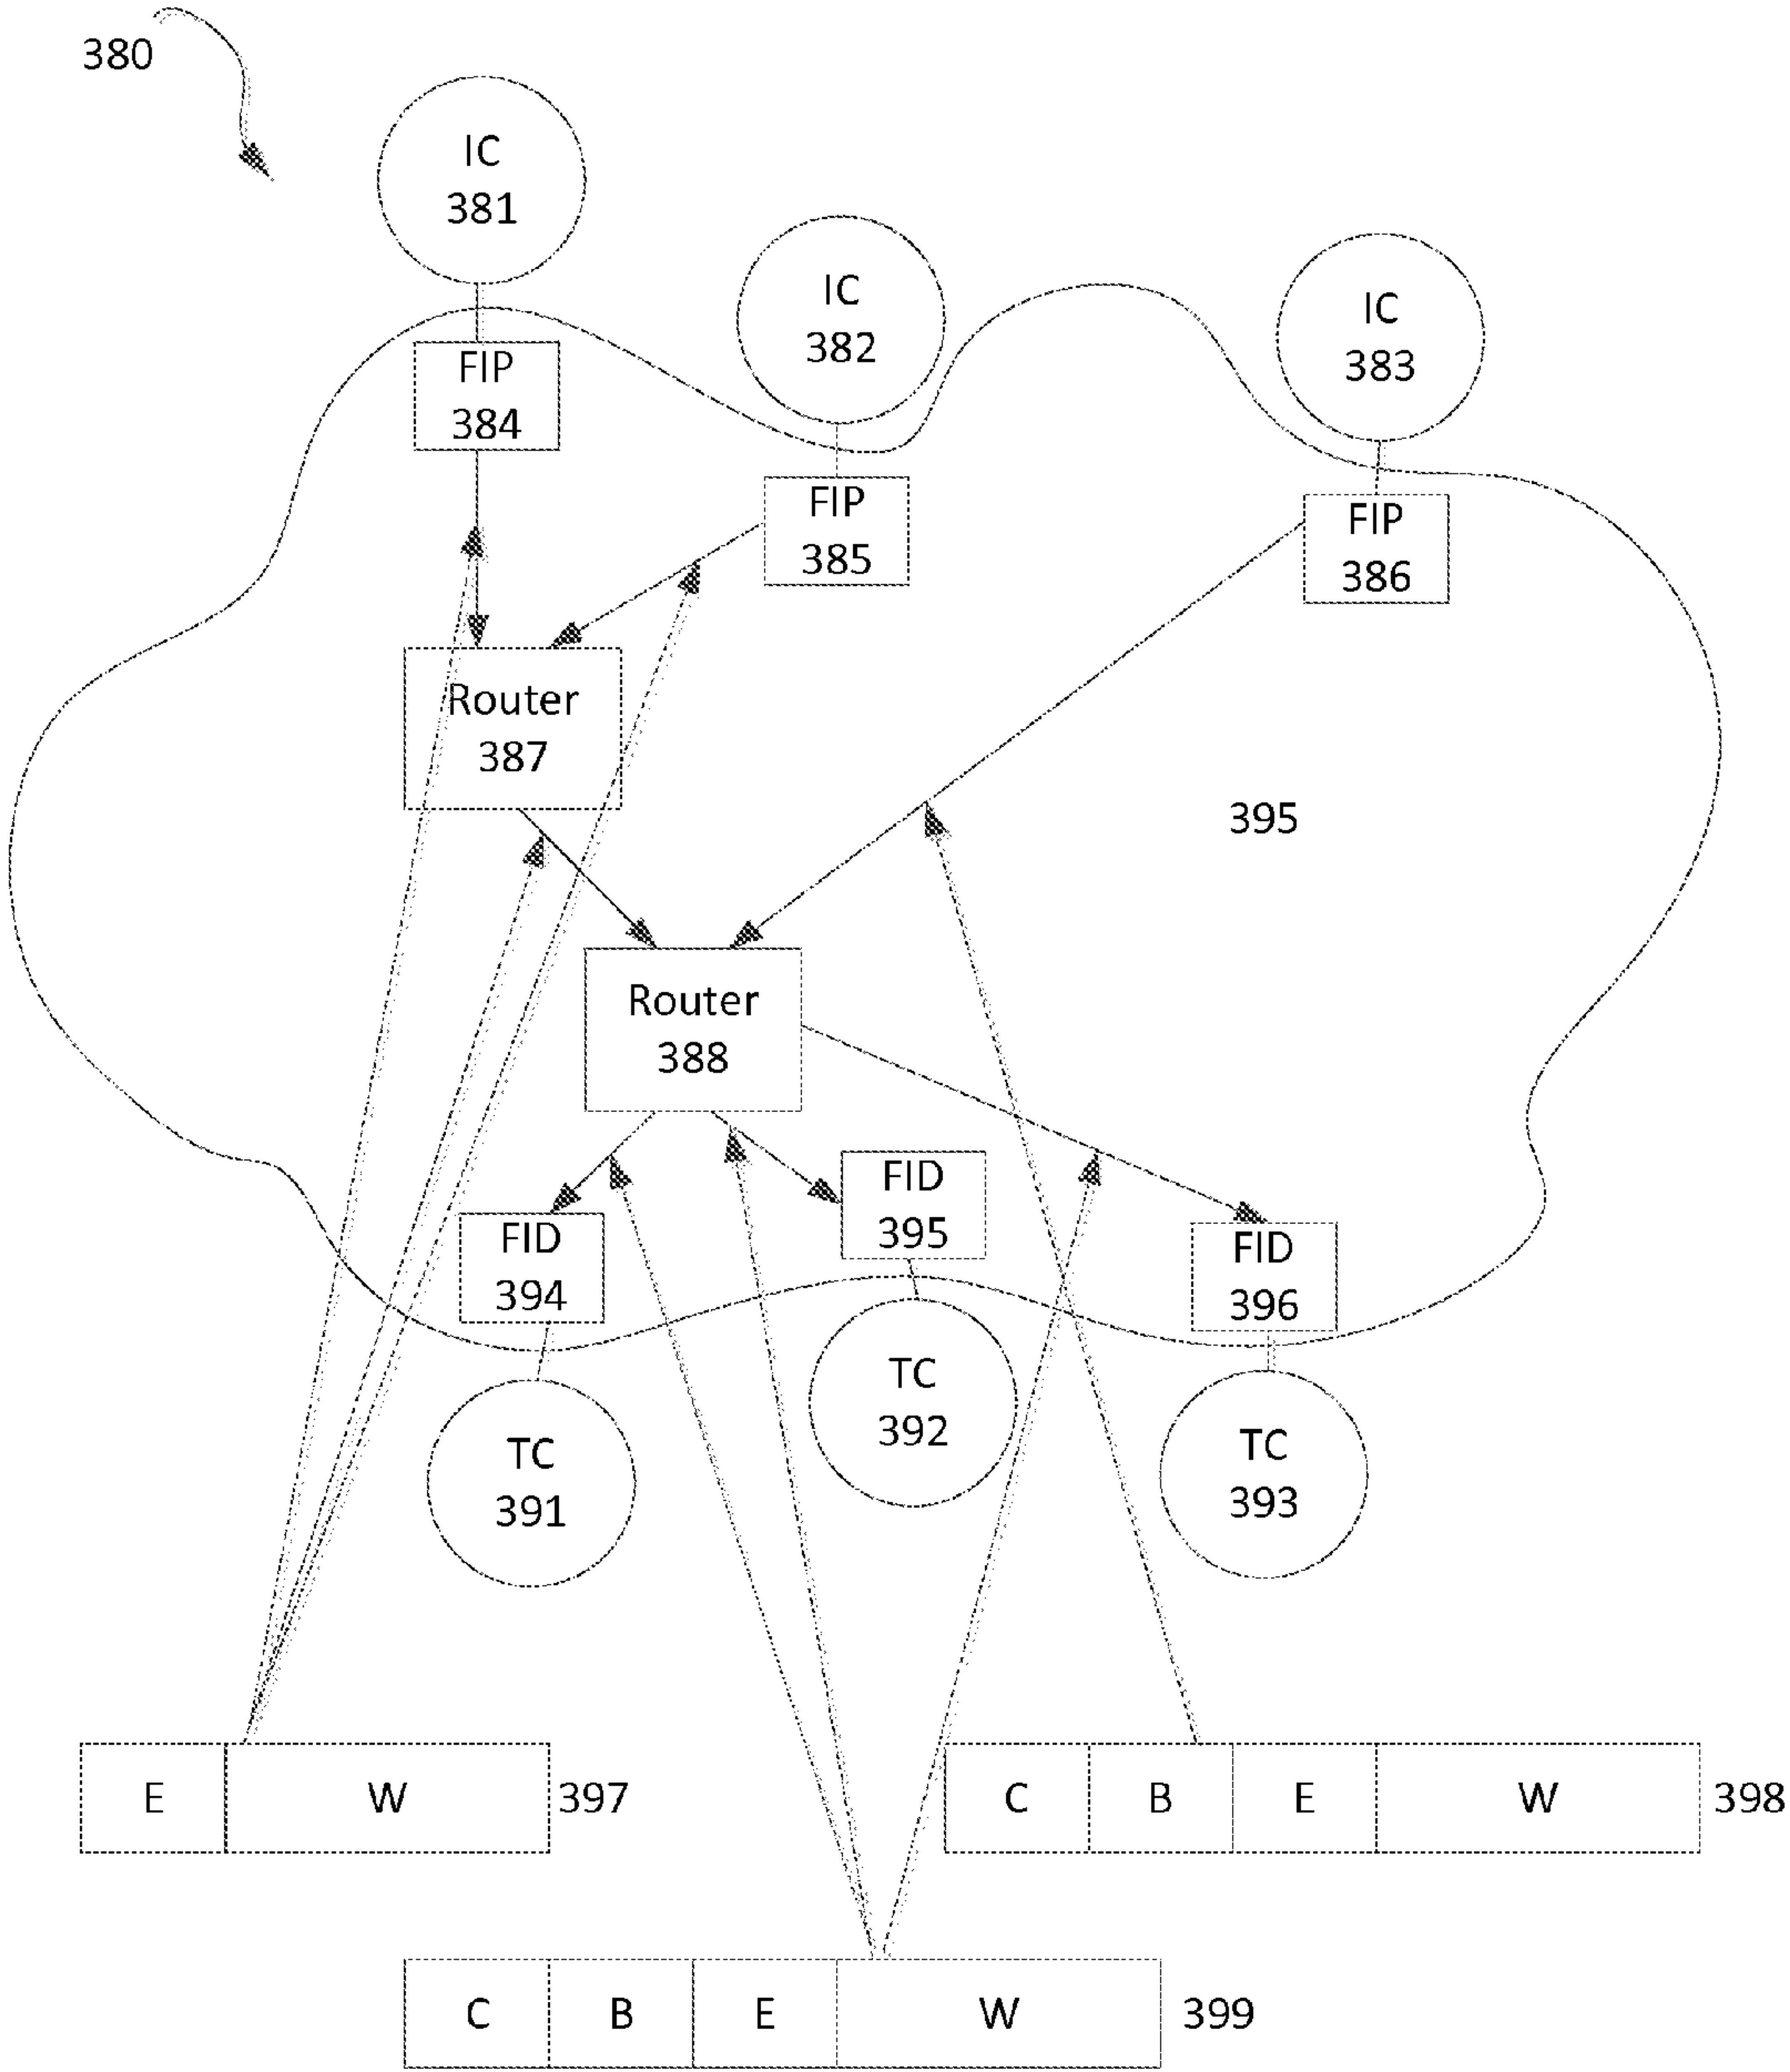 380
IC
381
IC
382
IC
383
FIP
384
FIP
385
FIP
386
Router
387
395
Router
388
FID
394
FID
395
FID
396
TC
391
TC
392
TC
393
E W 397
C B E W 398
C B E W 399